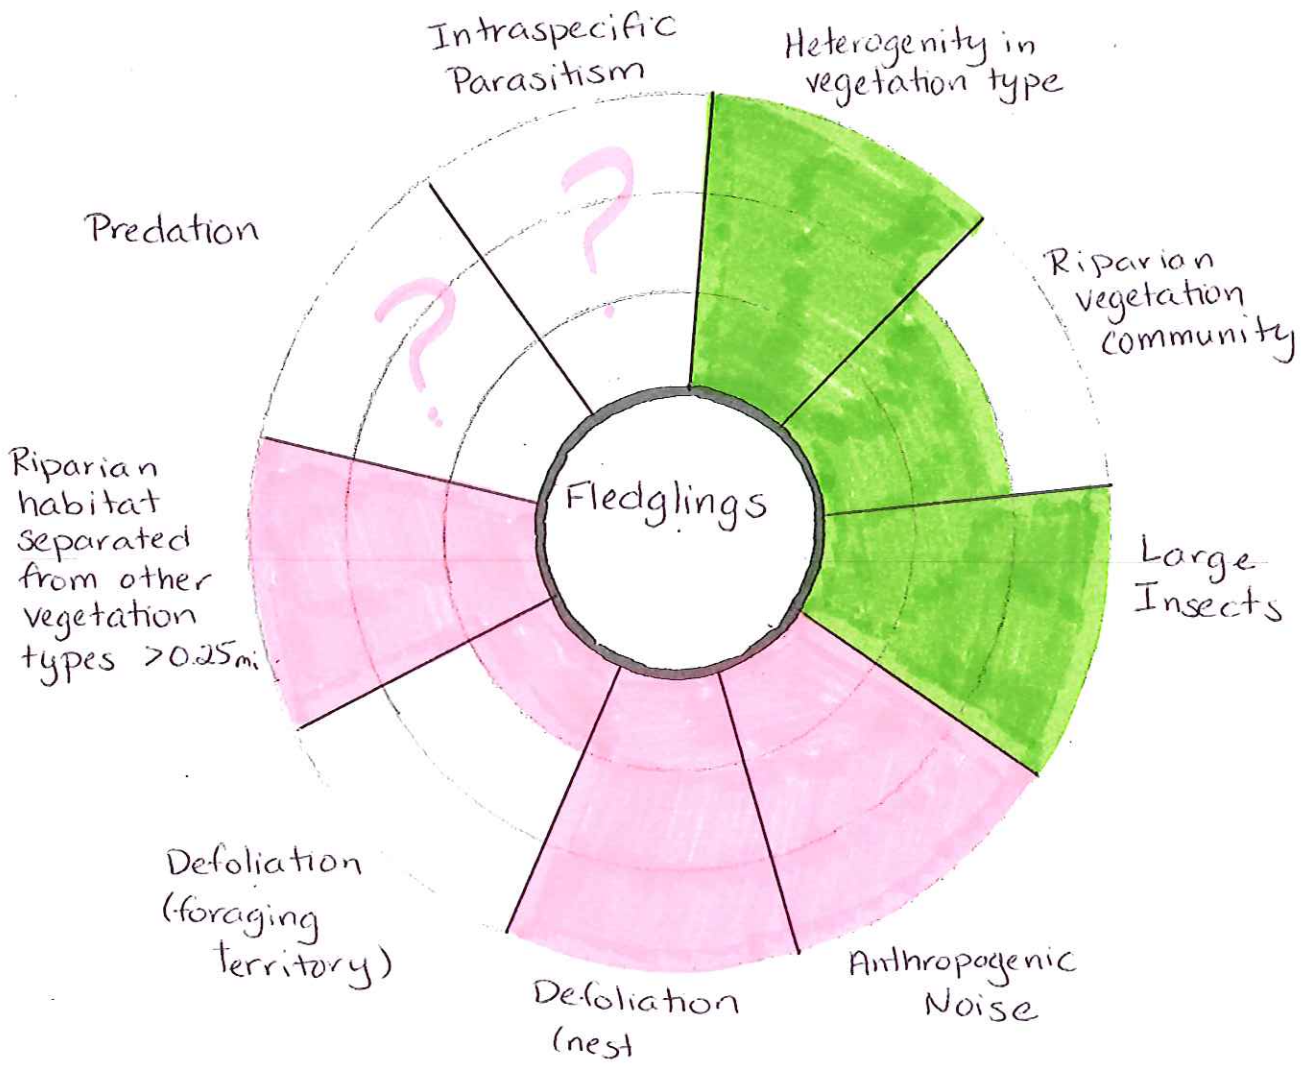 Intraspecific
Parasitism
Heterogenity in
vegetation type
Predation
?
?
Riparian
vegetation
community
Riparian
habitat
separated
from other
vegetation
types >0.25mi
Fledglings
Large
Insects
Defoliation
(foraging
territory)
Defoliation
(nest
Anthropogenic
Noise